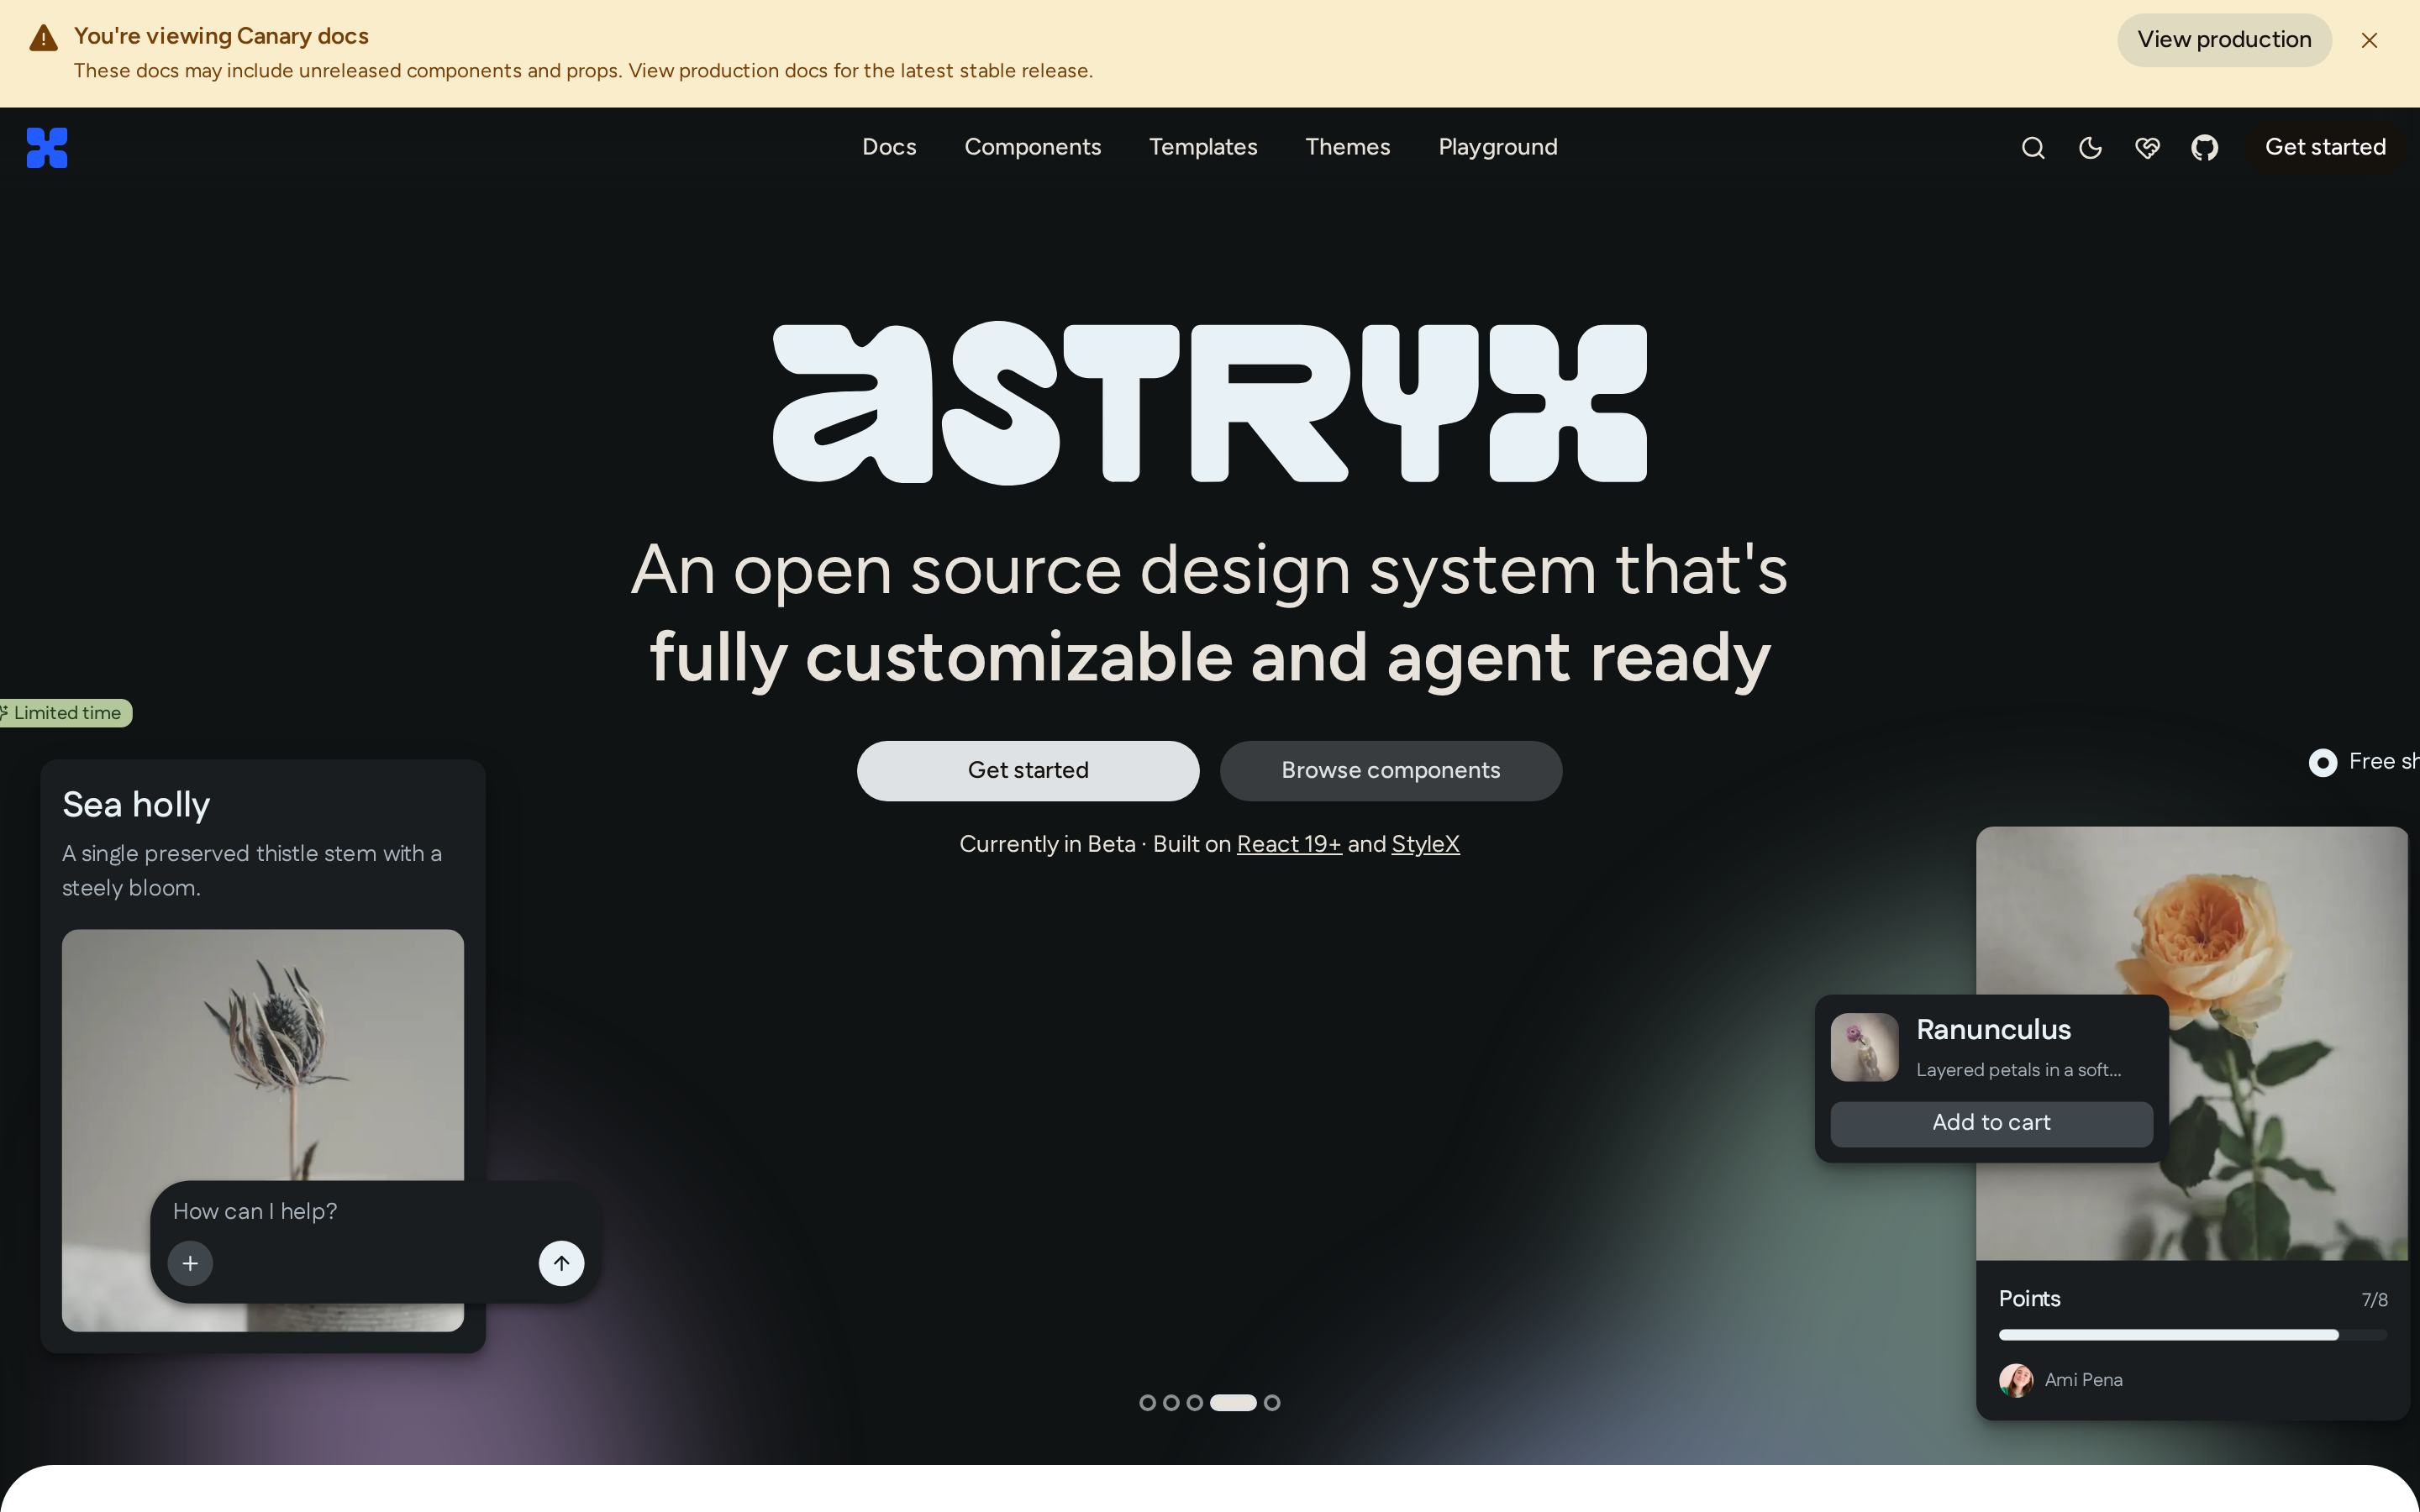 You're viewing Canary docs
These docs may include unreleased components and props. View production docs for the latest stable release.
View production
Docs
Components
Templates
Themes
Playground
Get started
ASTRYX
An open source design system that's
fully customizable and agent ready
Limited time
Get started
Browse components
Currently in Beta · Built on React 19+ and StyleX
Sea holly
A single preserved thistle stem with a
steely bloom.
How can I help?
Free sh
Ranunculus
Layered petals in a soft...
Add to cart
Points
7/8
Ami Pena